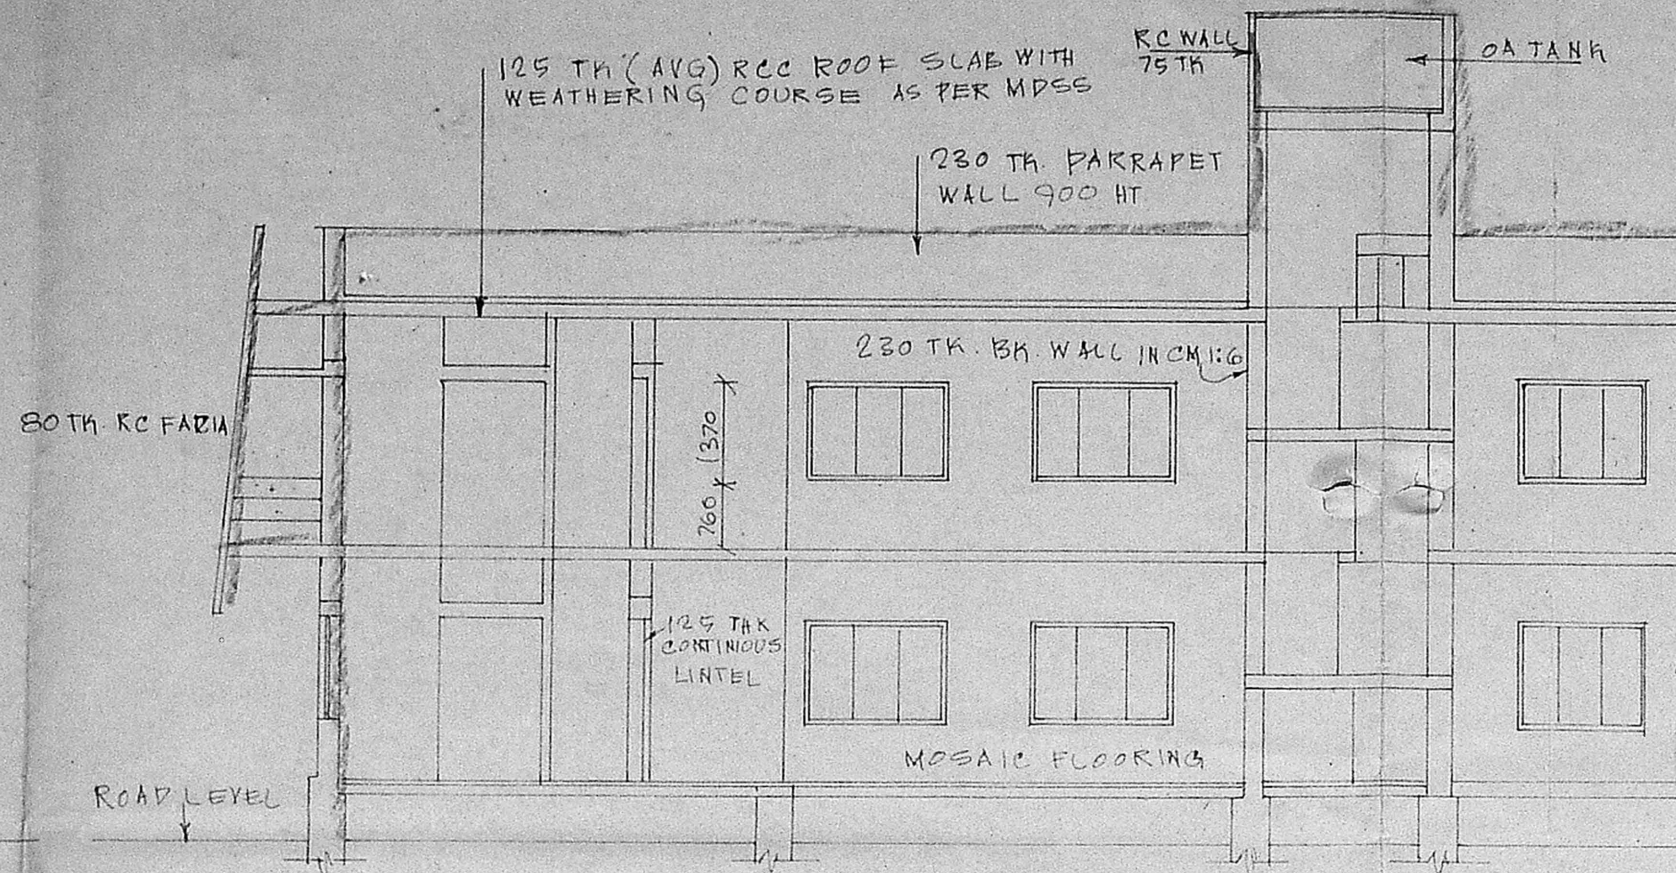 125 TK (AVG) RCC ROOF SLAB WITH
WEATHERING COURSE AS PER MDSS
RC WALL
75 TK
OA TANK
230 TK. PARRAPET
WALL 900 HT
230 TK. BK. WALL IN CM 1:6
80 TK. RC FARIA
760 1370
125 THK
CONTINIOUS
LINTEL
MOSAIC FLOORING
ROAD LEVEL